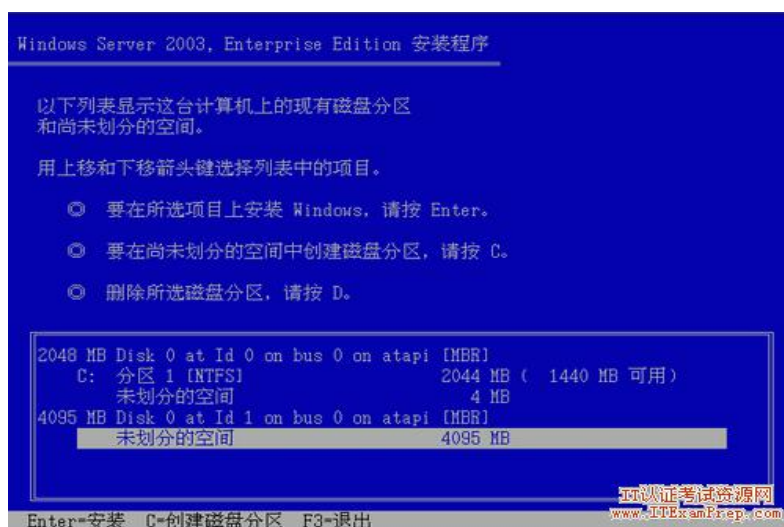 Windows Server 2003, Enterprise Edition 安装程序
以下列表显示这台计算机上的现有磁盘分区
和尚未划分的空间。
用上移和下移箭头键选择列表中的项目。
◎ 要在所选项目上安装 Windows, 请按 Enter。
◎ 要在尚未划分的空间中创建磁盘分区, 请按 C。
◎ 删除所选磁盘分区, 请按 D。
2048 MB Disk 0 at Id 0 on bus 0 on atapi [MBR]
C: 分区 1 [NTFS] 2044 MB ( 1440 MB 可用)
未划分的空间 4 MB
4095 MB Disk 0 at Id 1 on bus 0 on atapi [MBR]
未划分的空间 4095 MB
Enter=安装 C=创建磁盘分区 F3=退出
IT认证考试资源网
www.ITExamPrep.com